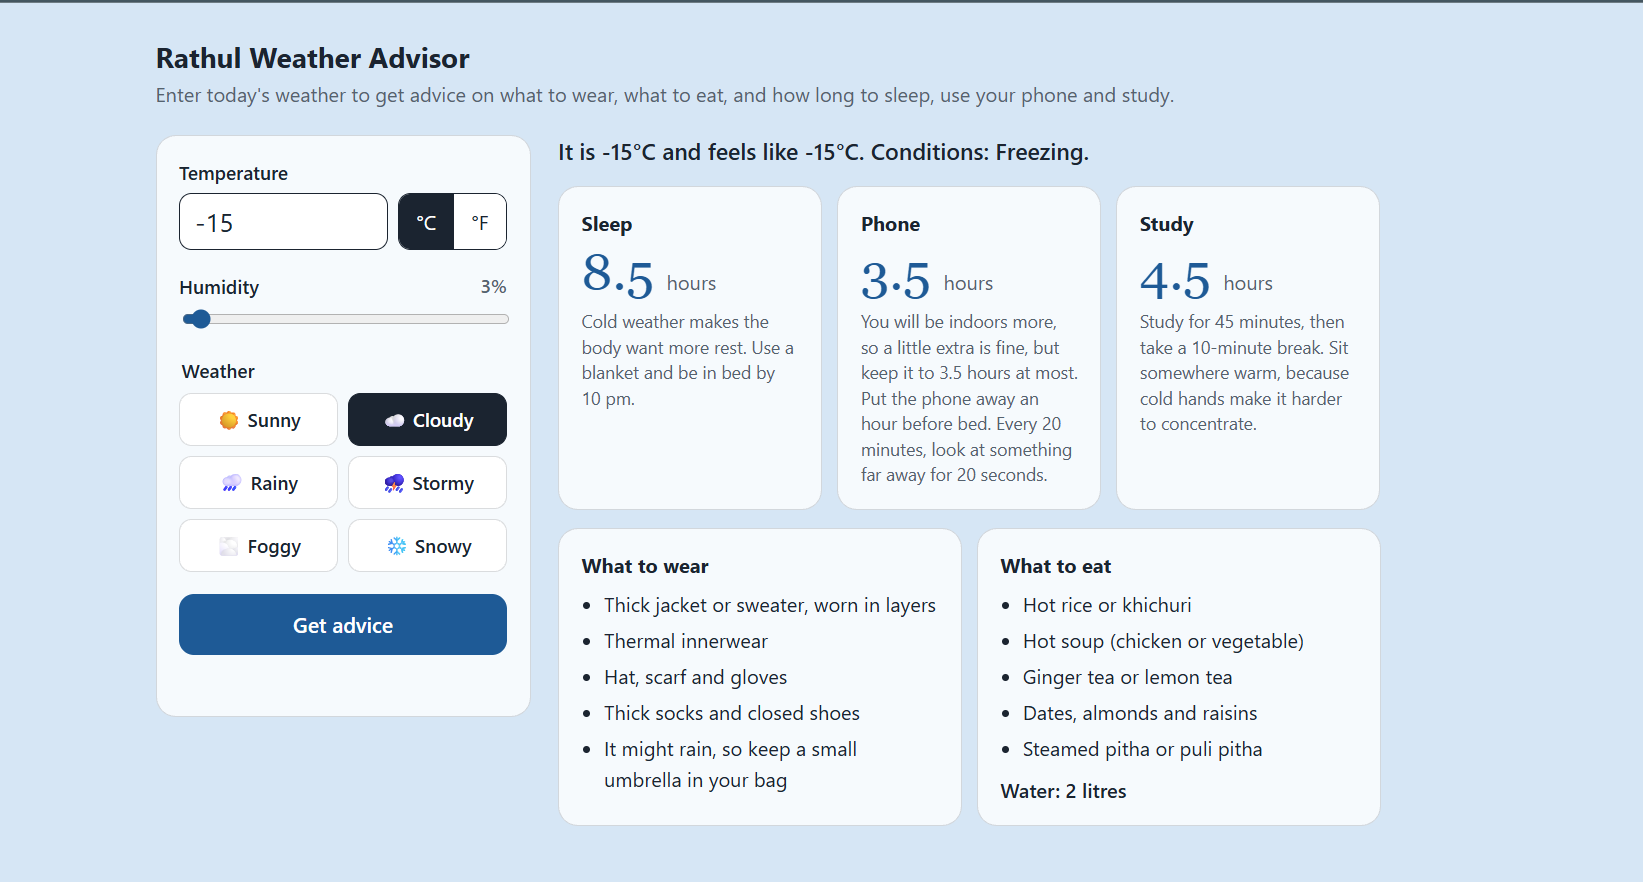 Rathul Weather Advisor
Enter today's weather to get advice on what to wear, what to eat, and how long to sleep, use your phone and study.
Temperature
-15
°C
°F
Humidity
3%
Weather
Sunny
Cloudy
Rainy
Stormy
Foggy
Snowy
Get advice
It is -15°C and feels like -15°C. Conditions: Freezing.
Sleep
8.5 hours
Cold weather makes the
body want more rest. Use a
blanket and be in bed by
10 pm.
Phone
3.5 hours
You will be indoors more,
so a little extra is fine, but
keep it to 3.5 hours at most.
Put the phone away an
hour before bed. Every 20
minutes, look at something
far away for 20 seconds.
Study
4.5 hours
Study for 45 minutes, then
take a 10-minute break. Sit
somewhere warm, because
cold hands make it harder
to concentrate.
What to wear
• Thick jacket or sweater, worn in layers
• Thermal innerwear
• Hat, scarf and gloves
• Thick socks and closed shoes
• It might rain, so keep a small
umbrella in your bag
What to eat
• Hot rice or khichuri
• Hot soup (chicken or vegetable)
• Ginger tea or lemon tea
• Dates, almonds and raisins
• Steamed pitha or puli pitha
Water: 2 litres